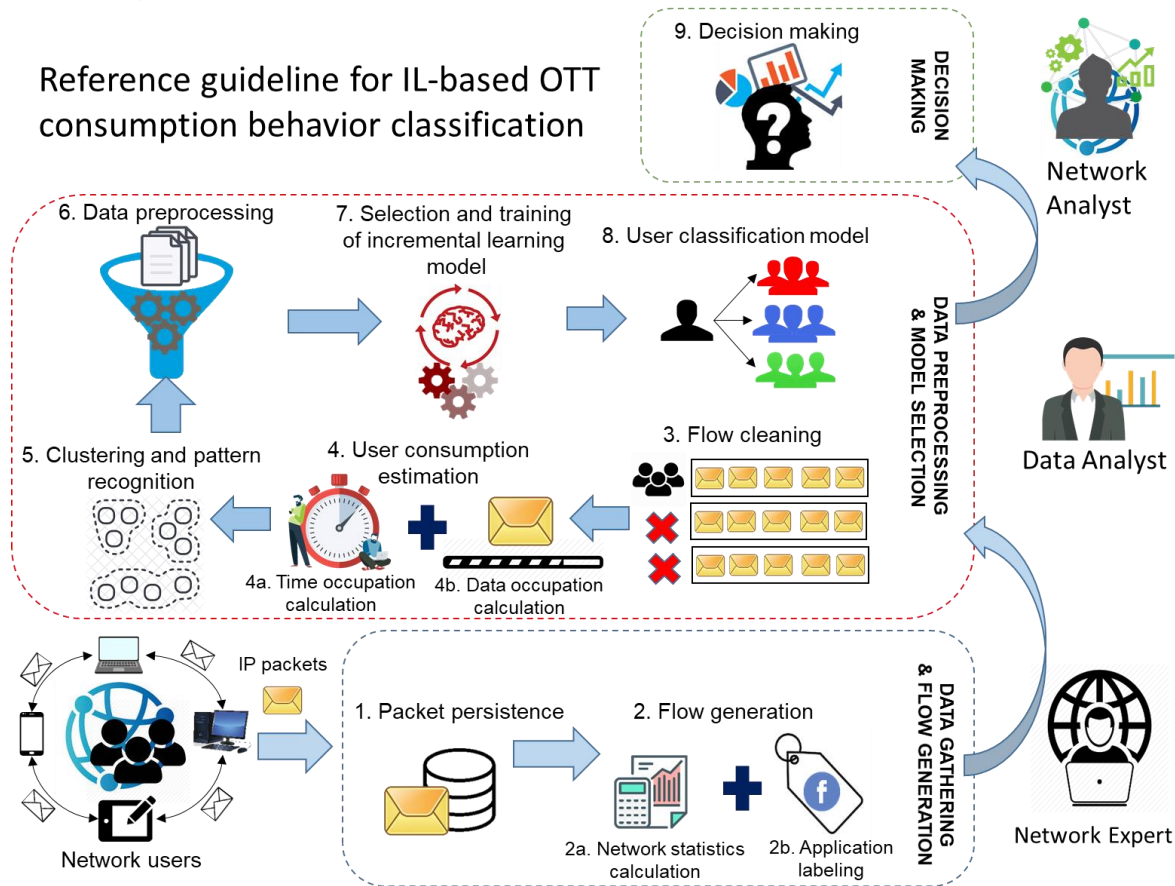 Reference guideline for IL-based OTT
consumption behavior classification
9. Decision making
DECISION
MAKING
Network
Analyst
6. Data preprocessing
7. Selection and training
of incremental learning
model
8. User classification model
DATA PREPROCESSING
& MODEL SELECTION
Data Analyst
5. Clustering and pattern
recognition
4. User consumption
estimation
4a. Time occupation
calculation
4b. Data occupation
calculation
3. Flow cleaning
Network users
IP packets
1. Packet persistence
2. Flow generation
2a. Network statistics
calculation
f
2b. Application
labeling
DATA GATHERING
& FLOW GENERATION
Network Expert